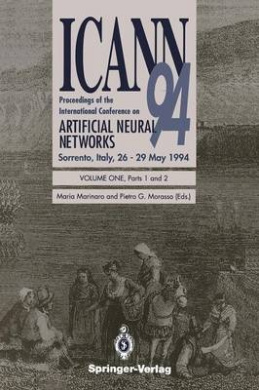 ICANN
94
Proceedings of the
International Conference on
ARTIFICIAL NEURAL
NETWORKS
Sorrento, Italy, 26 - 29 May 1994
VOLUME ONE, Parts 1 and 2
Maria Marinaro and Pietro G. Morasso (Eds.)
Springer-Verlag